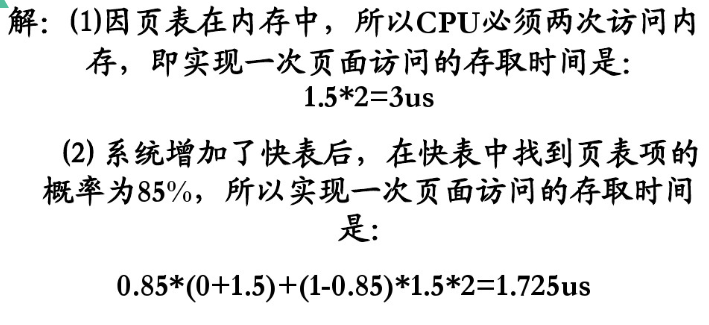 解：(1)因页表在内存中，所以CPU必须两次访问内
存，即实现一次页面访问的存取时间是：
1.5*2=3us
(2) 系统增加了快表后，在快表中找到页表项的
概率为85%，所以实现一次页面访问的存取时间
是：
0.85*(0+1.5)+(1-0.85)*1.5*2=1.725us